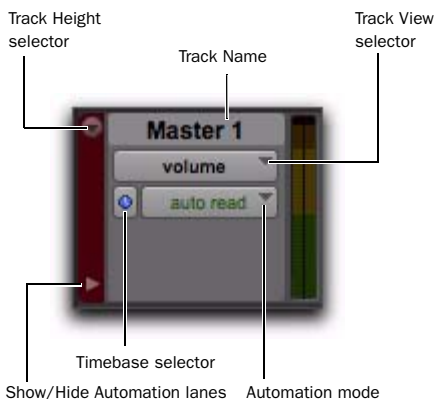 Track Height
selector
Track View
selector
Track Name
Master 1
volume
auto read
Timebase selector
Show/Hide Automation lanes
Automation mode